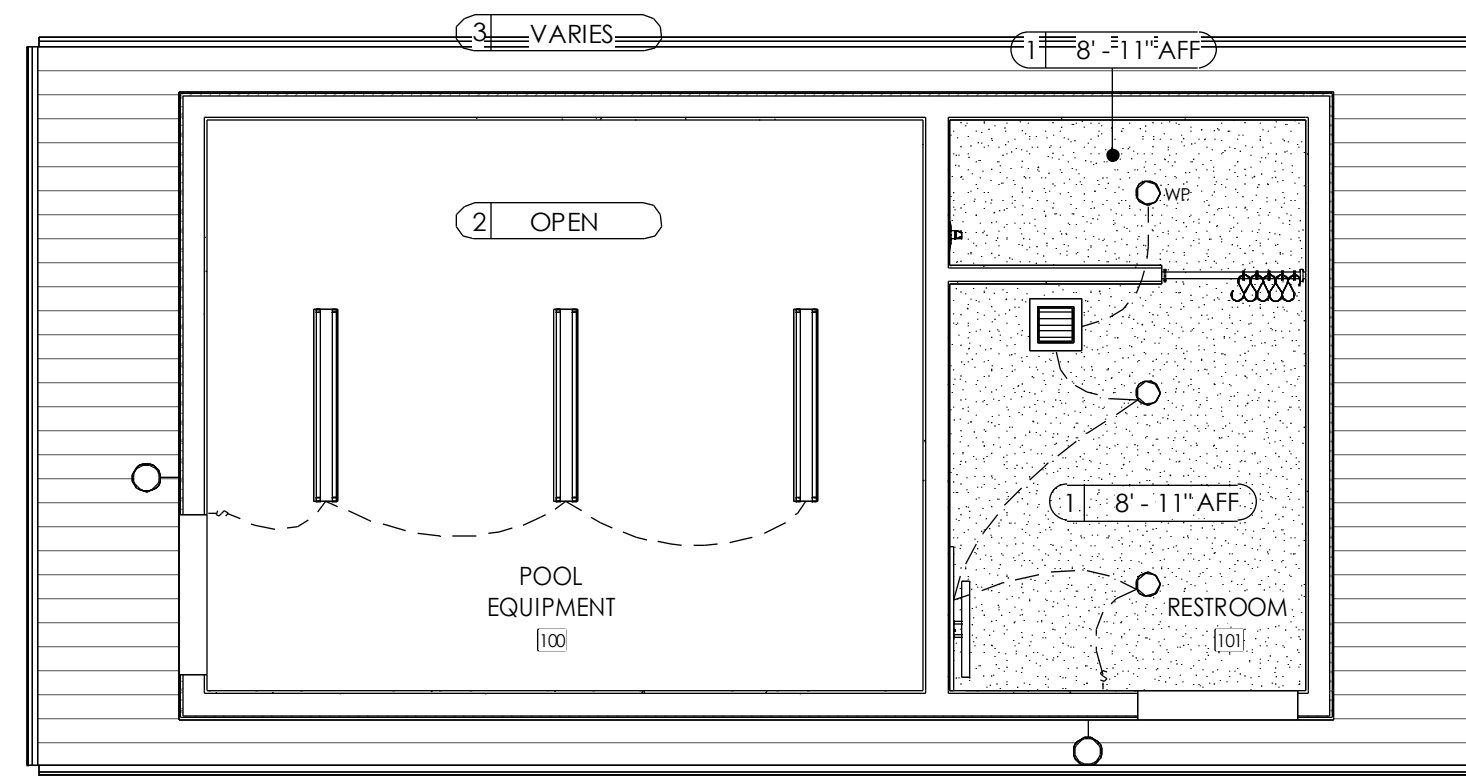 3 VARIES
1 8' - 11" AFF
WP.
2 OPEN
1 8' - 11" AFF
S
POOL
EQUIPMENT
100
RESTROOM
101
S